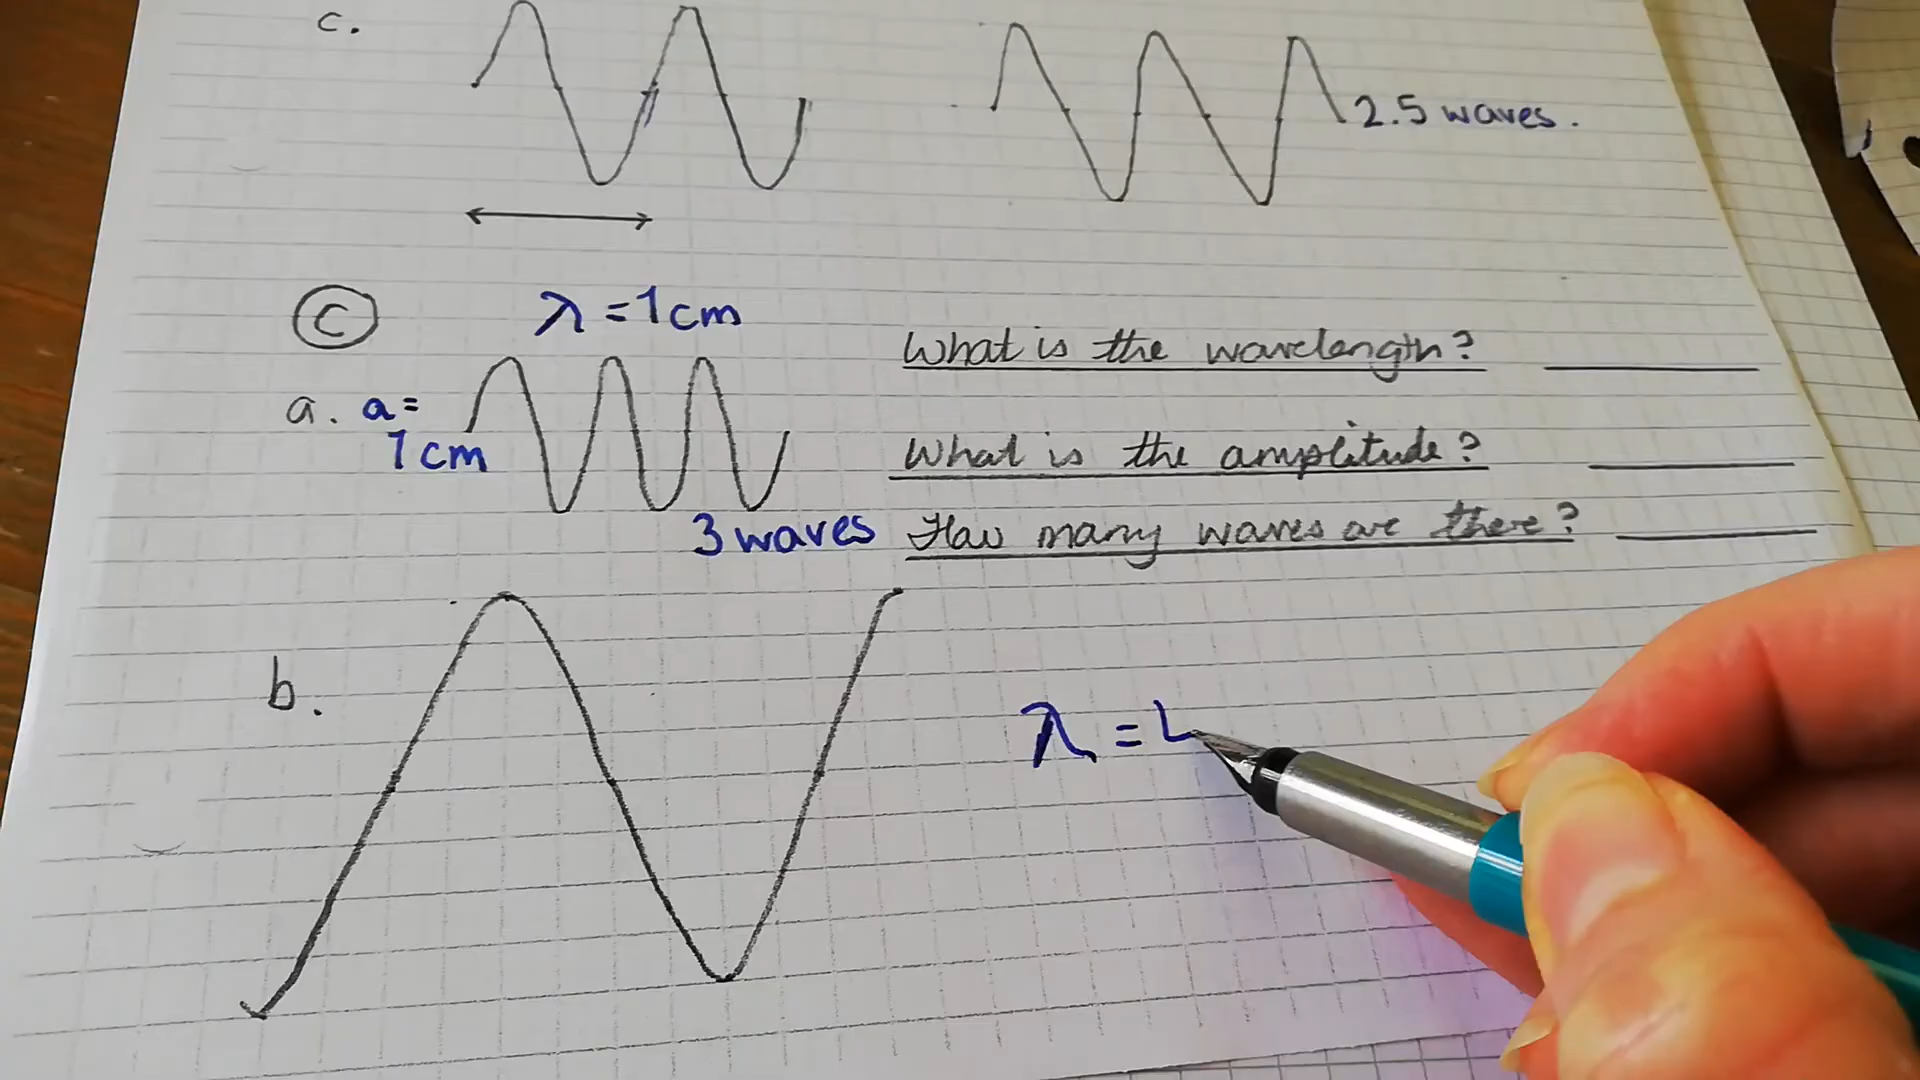 c.
2.5 waves.
C
λ = 1cm
What is the wavelength?
a. a =
1cm
What is the amplitude?
3 waves
How many waves are there?
b.
λ = L